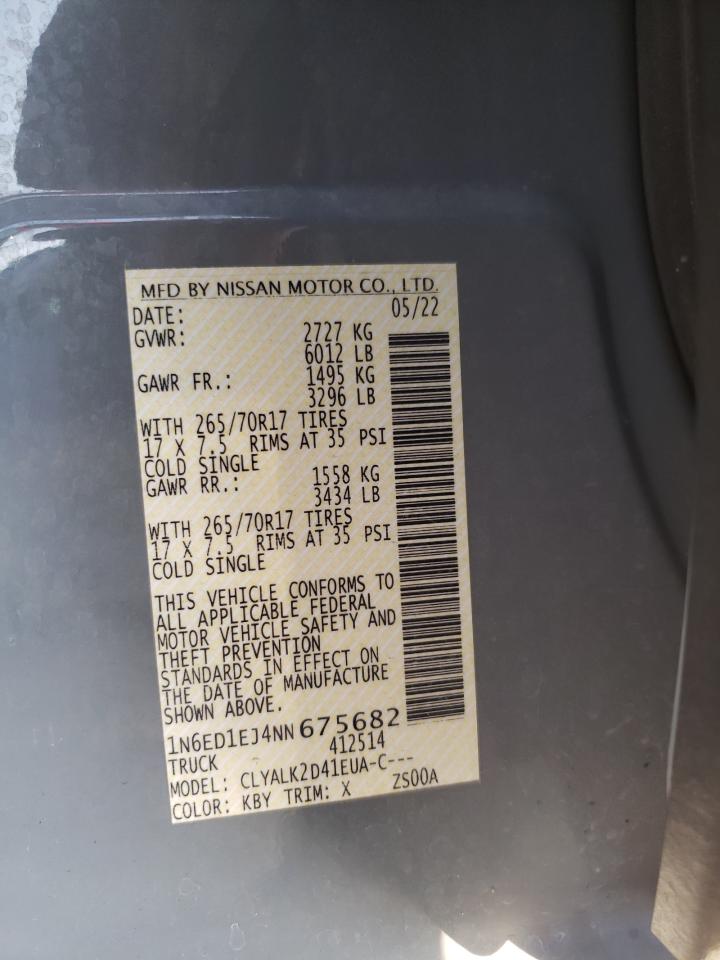 MFD BY NISSAN MOTOR CO., LTD.
DATE: 05/22
GVWR: 2727 KG
6012 LB
GAWR FR.: 1495 KG
3296 LB
WITH 265/70R17 TIRES
17 X 7.5 RIMS AT 35 PSI
COLD SINGLE
GAWR RR.: 1558 KG
3434 LB
WITH 265/70R17 TIRES
17 X 7.5 RIMS AT 35 PSI
COLD SINGLE
THIS VEHICLE CONFORMS TO
ALL APPLICABLE FEDERAL
MOTOR VEHICLE SAFETY AND
THEFT PREVENTION
STANDARDS IN EFFECT ON
THE DATE OF MANUFACTURE
SHOWN ABOVE.
1N6ED1EJ4NN675682
TRUCK 412514
MODEL: CLYALK2D41EUA-C---
COLOR: KBY TRIM: X ZS00A